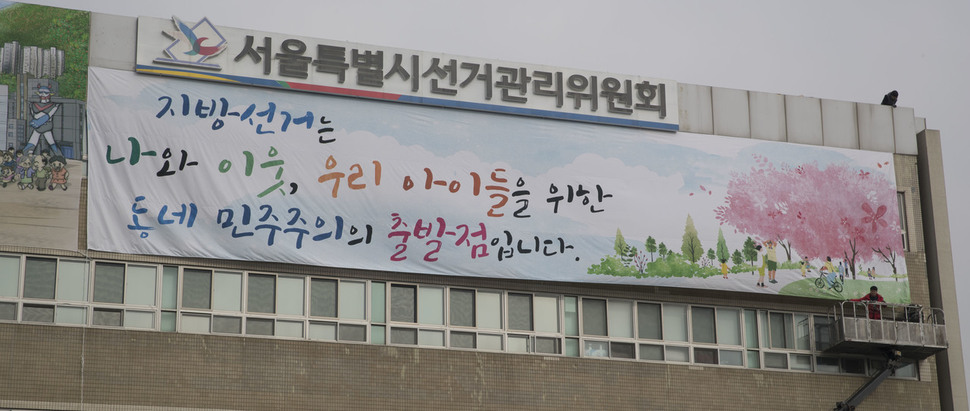 서울특별시선거관리위원회
지방선거는
나와 이웃, 우리 아이들을 위한
동네 민주주의의 출발점입니다.